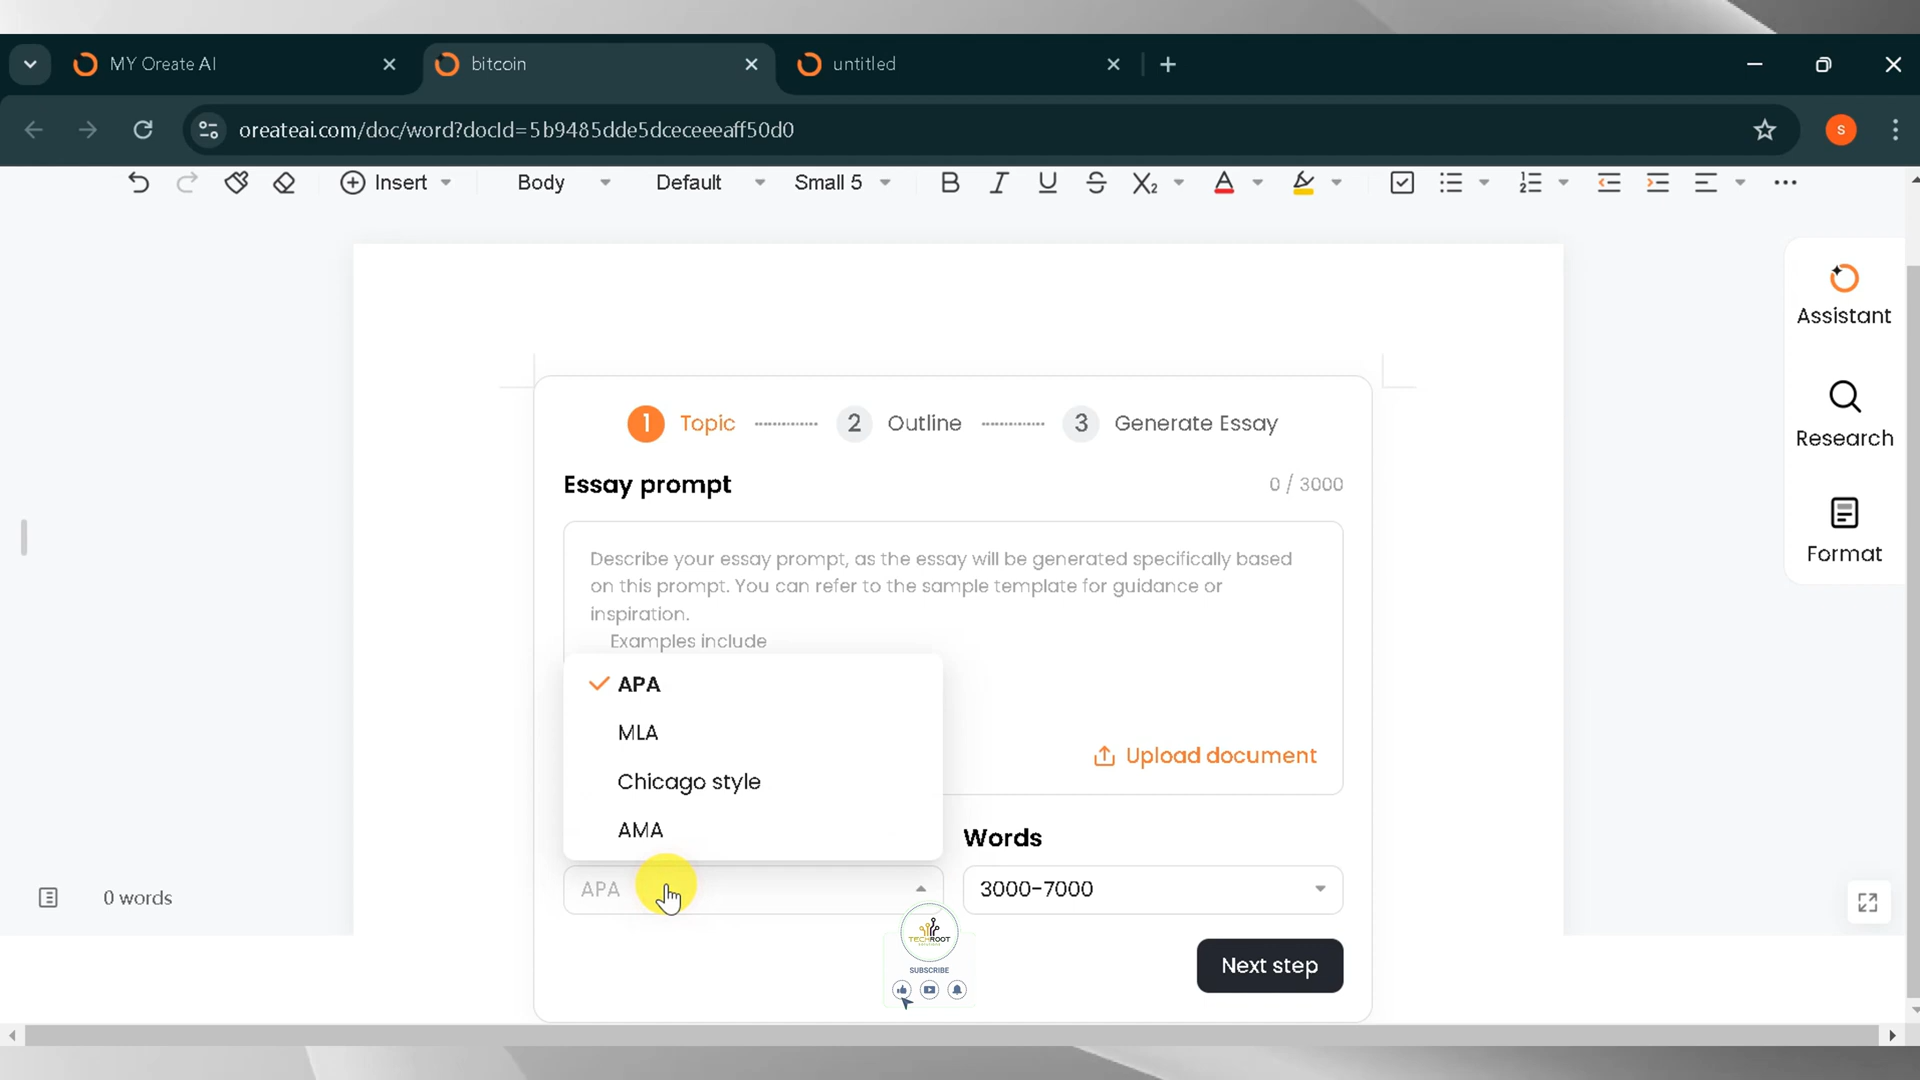 MY Oreate AI
bitcoin
untitled
oreateai.com/doc/word?docId=5b9485dde5dceceeeaff50d0
S
Insert
Body
Default
Small 5
Assistant
Research
Format
1 Topic
2 Outline
3 Generate Essay
Essay prompt
0 / 3000
Describe your essay prompt, as the essay will be generated specifically based
on this prompt. You can refer to the sample template for guidance or
inspiration.
Examples include
APA
MLA
Chicago style
AMA
Upload document
Words
APA
3000-7000
0 words
TECHROOT
SUBSCRIBE
Next step